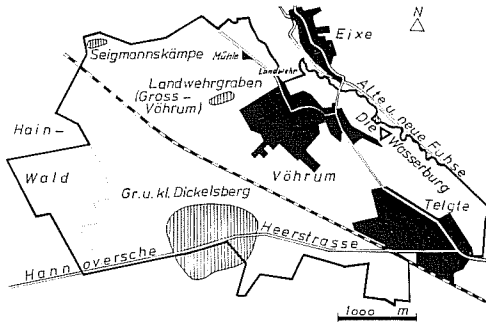 Eixe
N
Seigmannskämpe
Mühle
Landwehr
Landwehrgraben
(Gross-
Vöhrum)
Alte u. neue Fuhse
Die Wasserburg
Hain-
Wald
Vöhrum
Telgte
Gr. u. kl. Dickelsberg
Hannoversche Heerstrasse
1000 m